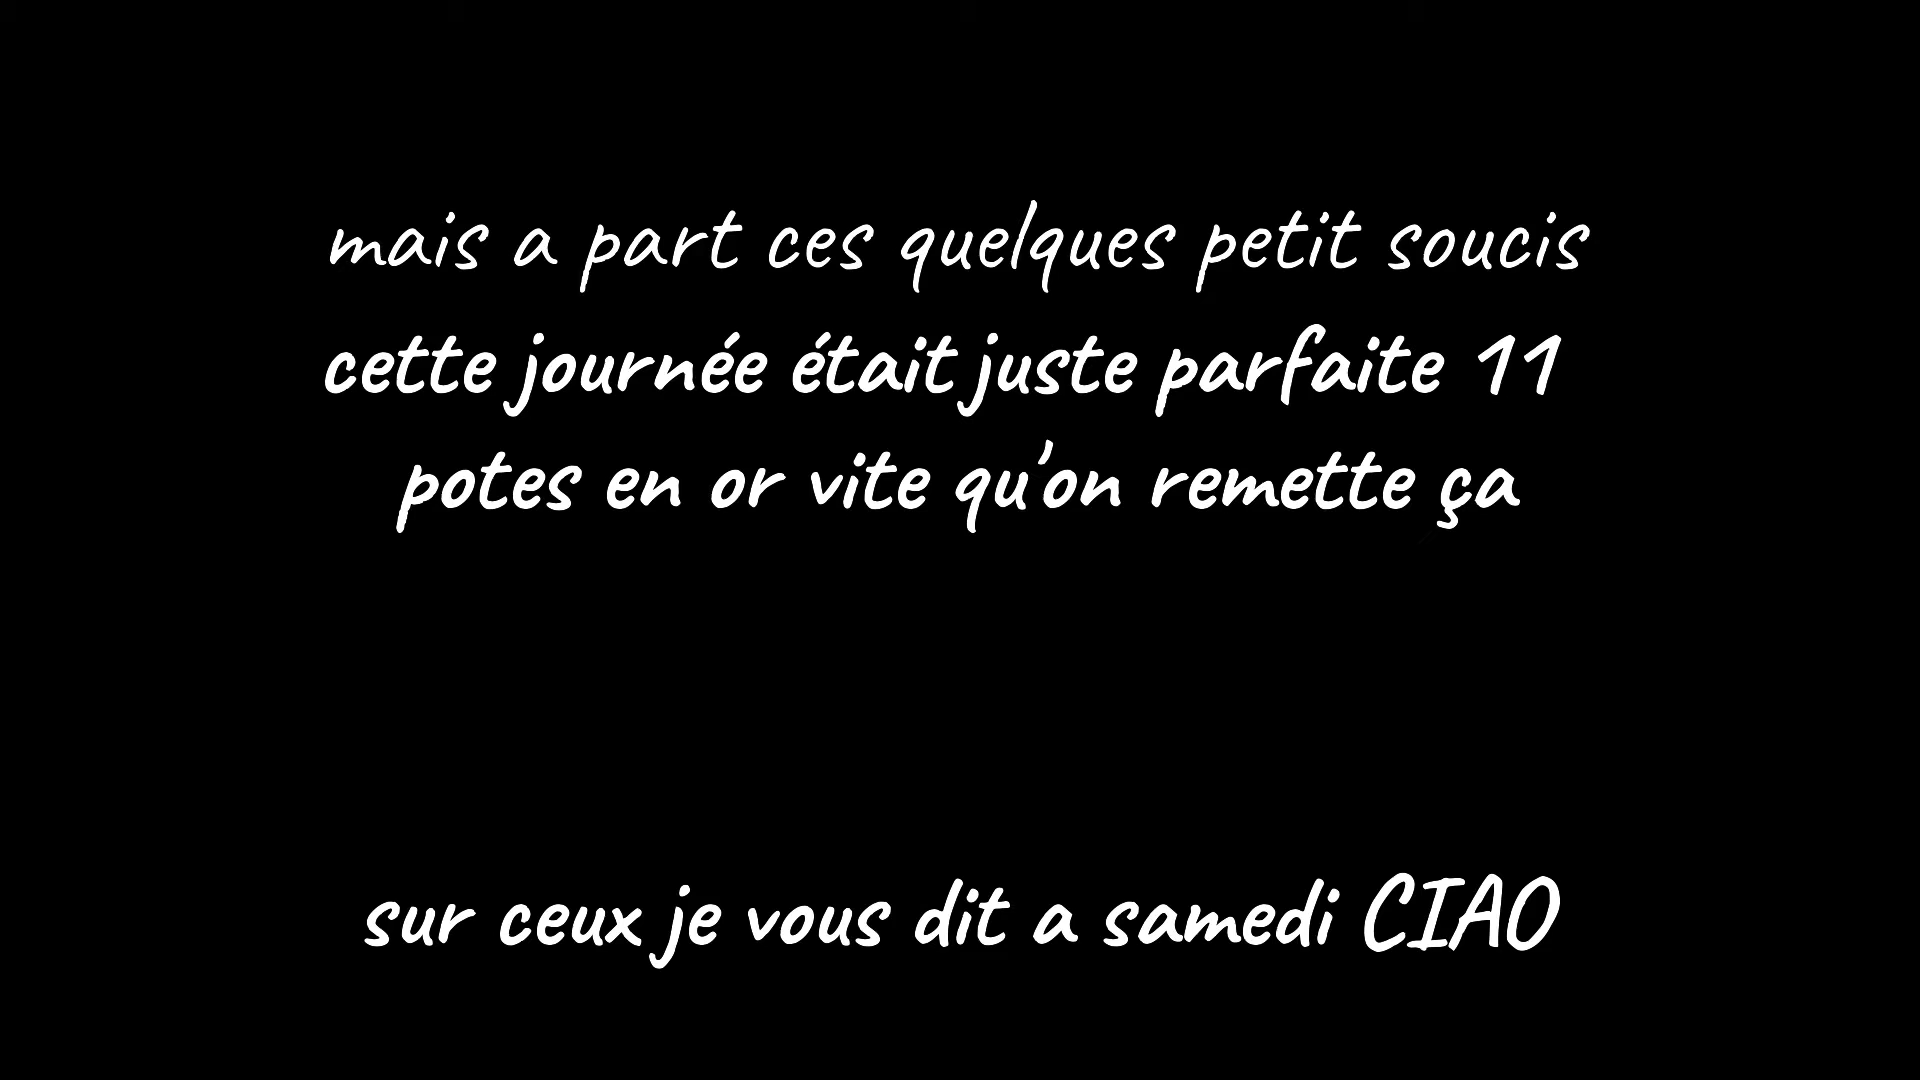 mais a part ces quelques petit soucis
cette journée était juste parfaite 11
potes en or vite qu'on remette ça
sur ceux je vous dit a samedi CIAO